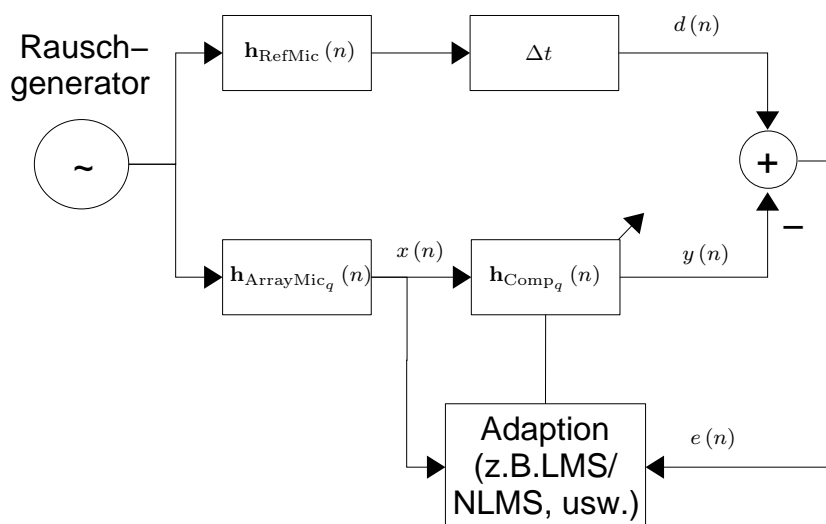 Rausch–
generator
~
h_RefMic (n)
Δt
d (n)
+
–
h_ArrayMic_q (n)
x (n)
h_Comp_q (n)
y (n)
Adaption
(z.B.LMS/
NLMS, usw.)
e (n)